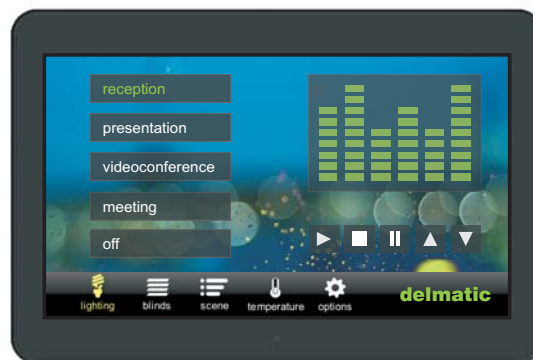 reception
presentation
videoconference
meeting
off
lighting
blinds
scene
temperature
options
delmatic